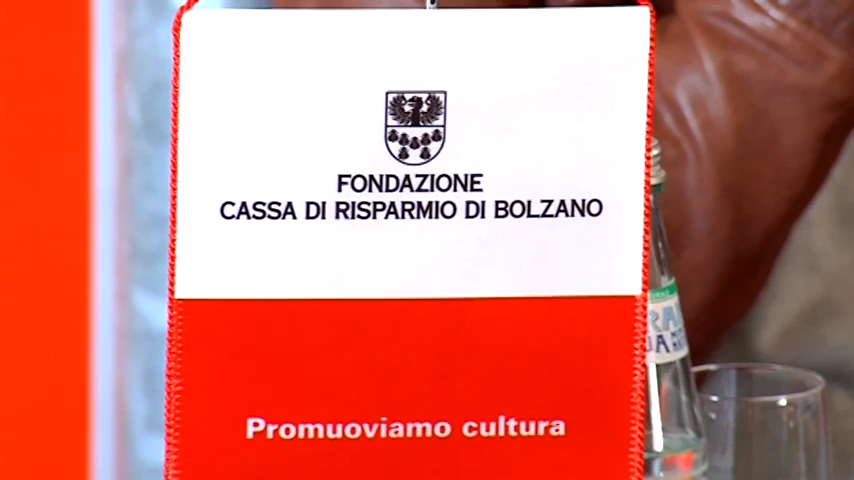 FONDAZIONE
CASSA DI RISPARMIO DI BOLZANO
Promuoviamo cultura